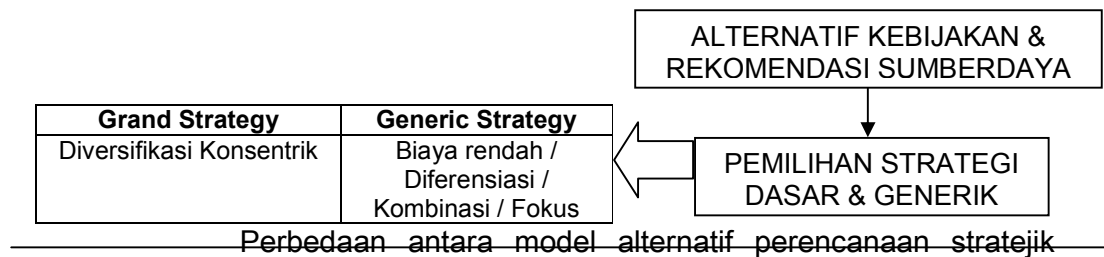 ALTERNATIF KEBIJAKAN &
REKOMENDASI SUMBERDAYA
Grand Strategy Generic Strategy
Diversifikasi Konsentrik Biaya rendah /
Diferensiasi /
Kombinasi / Fokus
PEMILIHAN STRATEGI
DASAR & GENERIK
Perbedaan antara model alternatif perencanaan stratejik